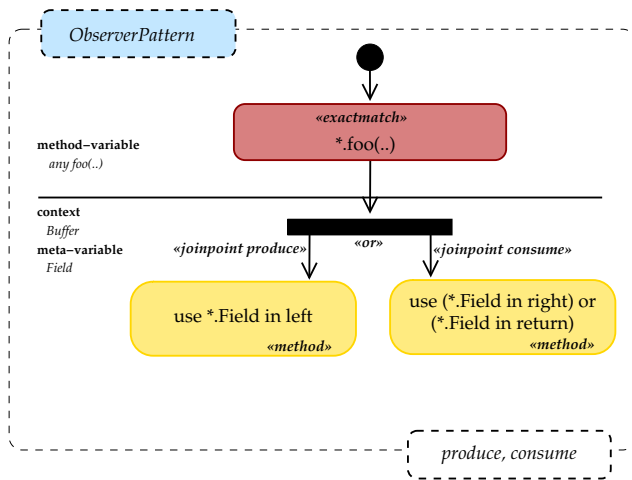 ObserverPattern
«exactmatch»
*.foo(..)
method−variable
any foo(..)
context
Buffer
meta−variable
Field
«joinpoint produce»
«or»
«joinpoint consume»
use *.Field in left
«method»
use (*.Field in right) or
(*.Field in return)
«method»
produce, consume